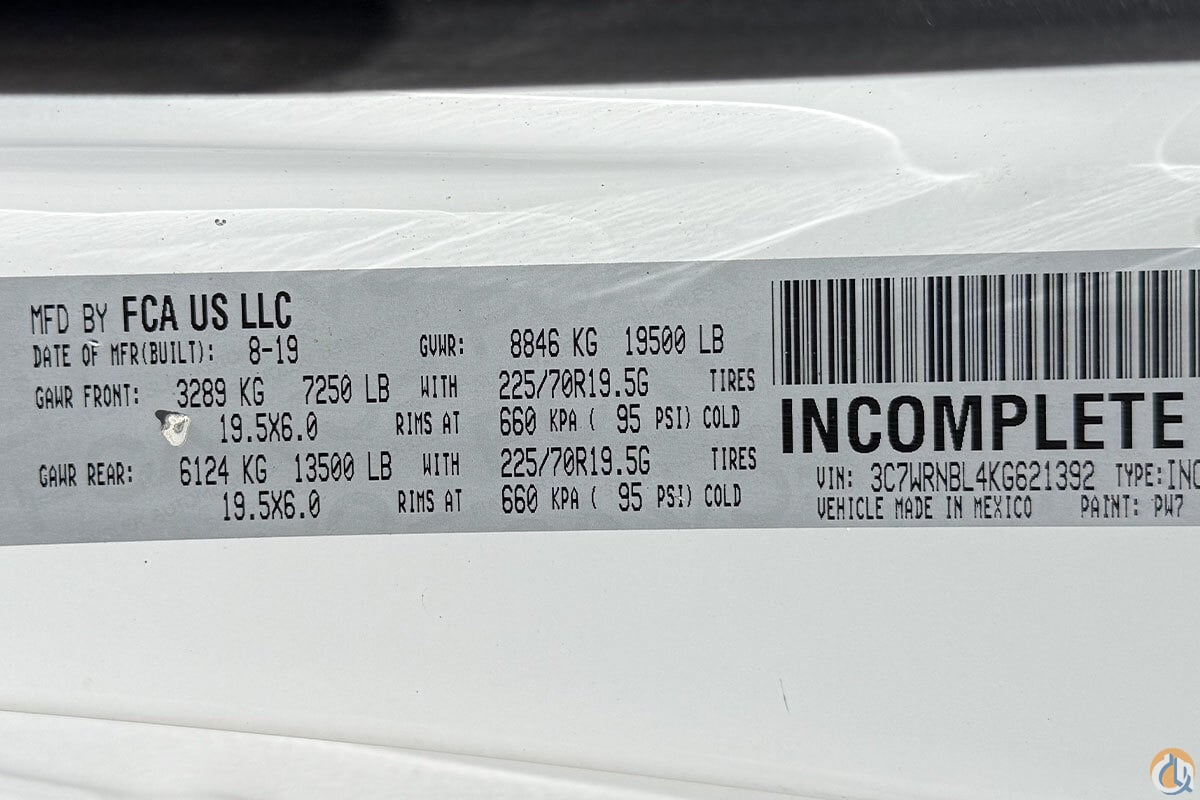 MFD BY FCA US LLC
DATE OF MFR(BUILT): 8-19 GVWR: 8846 KG 19500 LB
GAWR FRONT: 3289 KG 7250 LB WITH 225/70R19.5G TIRES
19.5X6.0 RIMS AT 660 KPA ( 95 PSI) COLD
GAWR REAR: 6124 KG 13500 LB WITH 225/70R19.5G TIRES
19.5X6.0 RIMS AT 660 KPA ( 95 PSI) COLD
INCOMPLETE
VIN: 3C7WRNBL4KG621392 TYPE:INC
VEHICLE MADE IN MEXICO PAINT: PW7